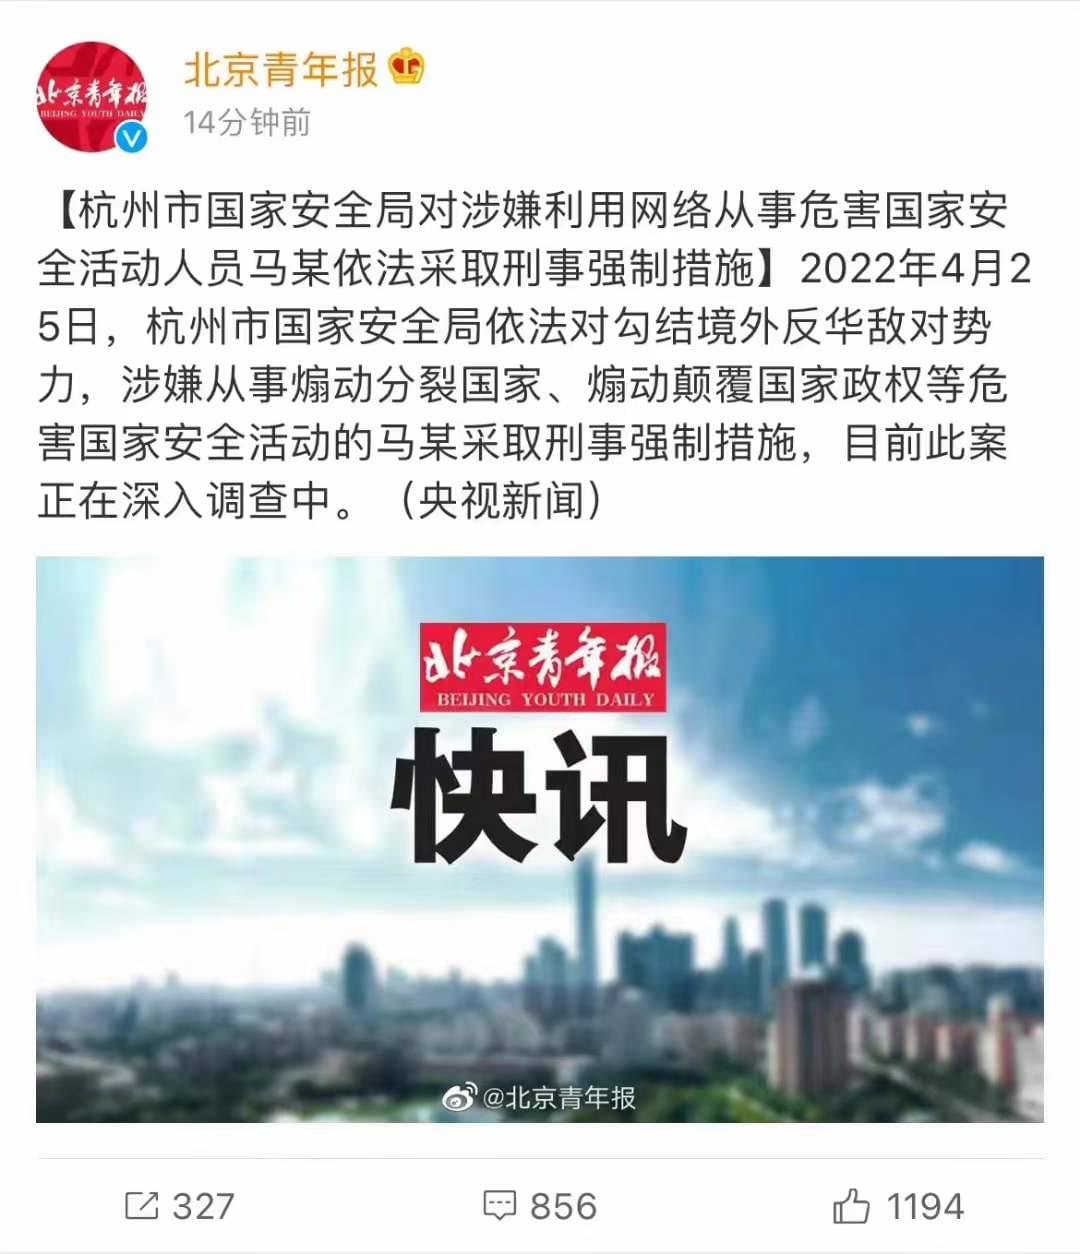 北京青年报
BEIJING YOUTH DAILY
北京青年报
14分钟前
【杭州市国家安全局对涉嫌利用网络从事危害国家安
全活动人员马某依法采取刑事强制措施】2022年4月2
5日，杭州市国家安全局依法对勾结境外反华敌对势
力，涉嫌从事煽动分裂国家、煽动颠覆国家政权等危
害国家安全活动的马某采取刑事强制措施，目前此案
正在深入调查中。（央视新闻）
北京青年报
BEIJING YOUTH DAILY
快讯
@北京青年报
327
856
1194